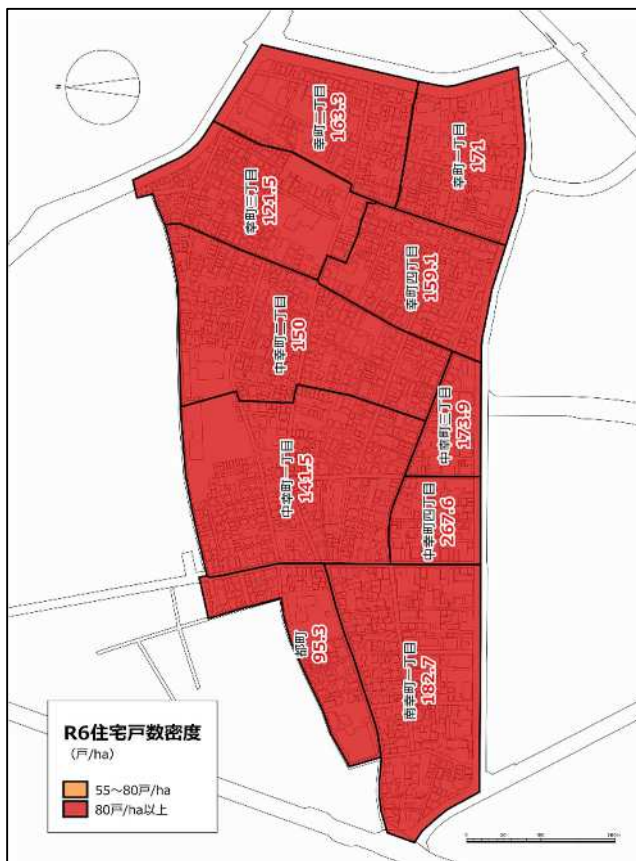 N
幸町二丁目
163.3
幸町一丁目
171
幸町三丁目
121.5
幸町四丁目
159.1
中幸町二丁目
150
中幸町三丁目
173.9
中幸町一丁目
141.5
中幸町四丁目
267.6
都町
95.3
南幸町一丁目
182.7
R6住宅戸数密度
(戸/ha)
55~80戸/ha
80戸/ha以上
0